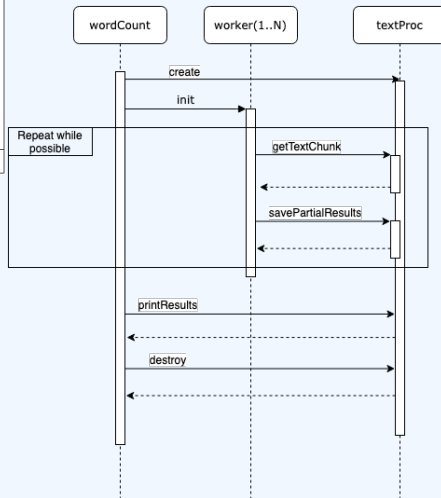 wordCount
worker(1..N)
textProc
create
init
Repeat while
possible
getTextChunk
savePartialResults
printResults
destroy